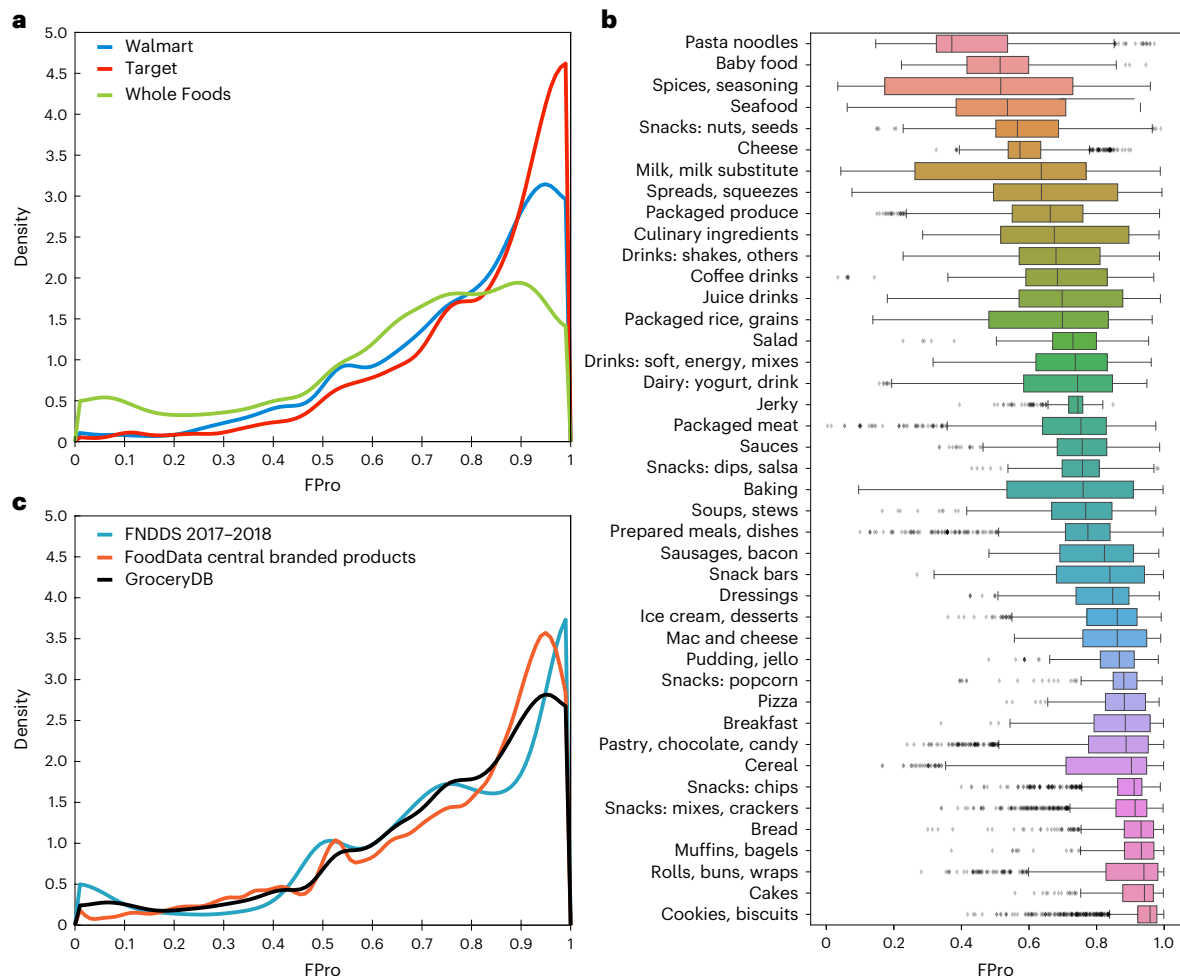 a
5.0
4.5
4.0
3.5
3.0
2.5
2.0
1.5
1.0
0.5
0
Density
Walmart
Target
Whole Foods
0 0.1 0.2 0.3 0.4 0.5 0.6 0.7 0.8 0.9 1
FPro
c
5.0
4.5
4.0
3.5
3.0
2.5
2.0
1.5
1.0
0.5
0
Density
FNDDS 2017–2018
FoodData central branded products
GroceryDB
0 0.1 0.2 0.3 0.4 0.5 0.6 0.7 0.8 0.9 1
FPro
b
Pasta noodles
Baby food
Spices, seasoning
Seafood
Snacks: nuts, seeds
Cheese
Milk, milk substitute
Spreads, squeezes
Packaged produce
Culinary ingredients
Drinks: shakes, others
Coffee drinks
Juice drinks
Packaged rice, grains
Salad
Drinks: soft, energy, mixes
Dairy: yogurt, drink
Jerky
Packaged meat
Sauces
Snacks: dips, salsa
Baking
Soups, stews
Prepared meals, dishes
Sausages, bacon
Snack bars
Dressings
Ice cream, desserts
Mac and cheese
Pudding, jello
Snacks: popcorn
Pizza
Breakfast
Pastry, chocolate, candy
Cereal
Snacks: chips
Snacks: mixes, crackers
Bread
Muffins, bagels
Rolls, buns, wraps
Cakes
Cookies, biscuits
0 0.2 0.4 0.6 0.8 1.0
FPro